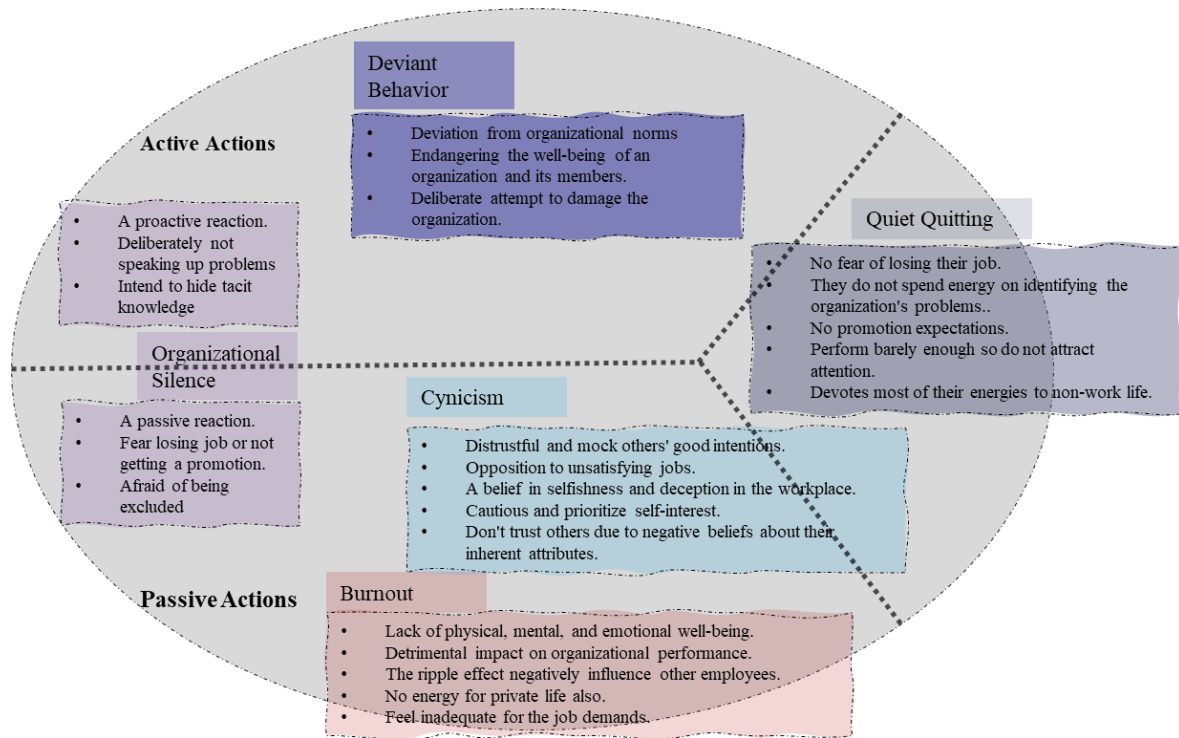 Deviant
Behavior
• Deviation from organizational norms
• Endangering the well-being of an
organization and its members.
• Deliberate attempt to damage the
organization.
Active Actions
• A proactive reaction.
• Deliberately not
speaking up problems
• Intend to hide tacit
knowledge
Organizational
Silence
• A passive reaction.
• Fear losing job or not
getting a promotion.
• Afraid of being
excluded
Quiet Quitting
• No fear of losing their job.
• They do not spend energy on identifying the
organization's problems..
• No promotion expectations.
• Perform barely enough so do not attract
attention.
• Devotes most of their energies to non-work life.
Cynicism
• Distrustful and mock others' good intentions.
• Opposition to unsatisfying jobs.
• A belief in selfishness and deception in the workplace.
• Cautious and prioritize self-interest.
• Don't trust others due to negative beliefs about their
inherent attributes.
Passive Actions
Burnout
• Lack of physical, mental, and emotional well-being.
• Detrimental impact on organizational performance.
• The ripple effect negatively influence other employees.
• No energy for private life also.
• Feel inadequate for the job demands.